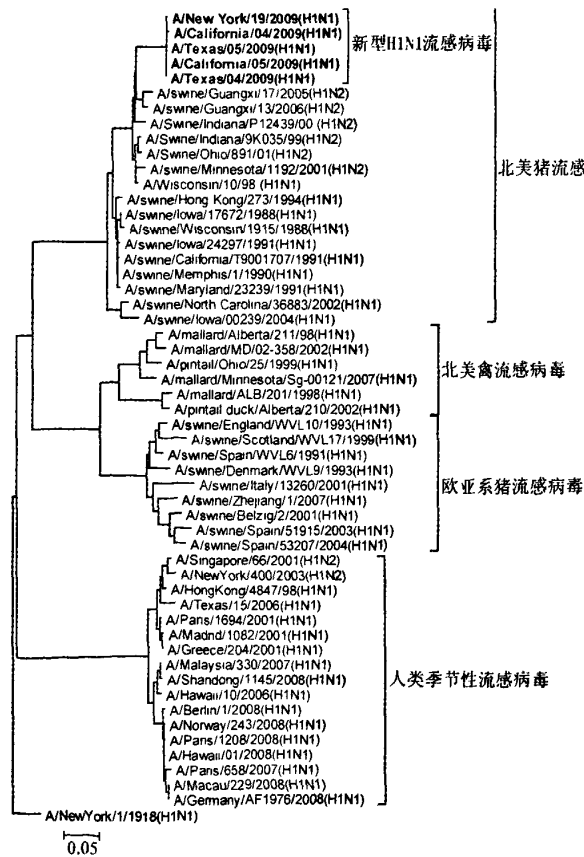 A/New York/19/2009(H1N1)
A/California/04/2009(H1N1)
A/Texas/05/2009(H1N1)
A/California/05/2009(H1N1)
A/Texas/04/2009(H1N1)
新型H1N1流感病毒
A/swine/Guangxi/17/2005(H1N2)
A/swine/Guangxi/13/2006(H1N2)
A/Swine/Indiana/P12439/00 (H1N2)
A/Swine/Indiana/9K035/99(H1N2)
A/Swine/Ohio/891/01(H1N2)
A/swine/Minnesota/1192/2001(H1N2)
A/Wisconsin/10/98 (H1N1)
A/swine/Hong Kong/273/1994(H1N1)
A/swine/Iowa/17672/1988(H1N1)
A/swine/Wisconsin/1915/1988(H1N1)
A/swine/Iowa/24297/1991(H1N1)
A/swine/California/T9001707/1991(H1N1)
A/swine/Memphis/1/1990(H1N1)
A/swine/Maryland/23239/1991(H1N1)
A/swine/North Carolina/36883/2002(H1N1)
A/swine/Iowa/00239/2004(H1N1)
北美猪流感
A/mallard/Alberta/211/98(H1N1)
A/mallard/MD/02-358/2002(H1N1)
A/pintail/Ohio/25/1999(H1N1)
A/mallard/Minnesota/Sg-00121/2007(H1N1)
A/mallard/ALB/201/1998(H1N1)
A/pintail duck/Alberta/210/2002(H1N1)
北美禽流感病毒
A/swine/England/WVL10/1993(H1N1)
A/swine/Scotland/WVL17/1999(H1N1)
A/swine/Spain/WVL6/1991(H1N1)
A/swine/Denmark/WVL9/1993(H1N1)
A/swine/Italy/13260/2001(H1N1)
A/swine/Zhejiang/1/2007(H1N1)
A/swine/Belzig/2/2001(H1N1)
A/swine/Spain/51915/2003(H1N1)
A/swine/Spain/53207/2004(H1N1)
欧亚系猪流感病毒
A/Singapore/66/2001(H1N2)
A/NewYork/400/2003(H1N2)
A/HongKong/4847/98(H1N1)
A/Texas/15/2006(H1N1)
A/Paris/1694/2001(H1N1)
A/Madrid/1082/2001(H1N1)
A/Greece/204/2001(H1N1)
A/Malaysia/330/2007(H1N1)
A/Shandong/1145/2008(H1N1)
A/Hawaii/10/2006(H1N1)
A/Berlin/1/2008(H1N1)
A/Norway/243/2008(H1N1)
A/Paris/1208/2008(H1N1)
A/Hawaii/01/2008(H1N1)
A/Paris/658/2007(H1N1)
A/Macau/229/2008(H1N1)
A/Germany/AF1976/2008(H1N1)
人类季节性流感病毒
A/NewYork/1/1918(H1N1)
0.05